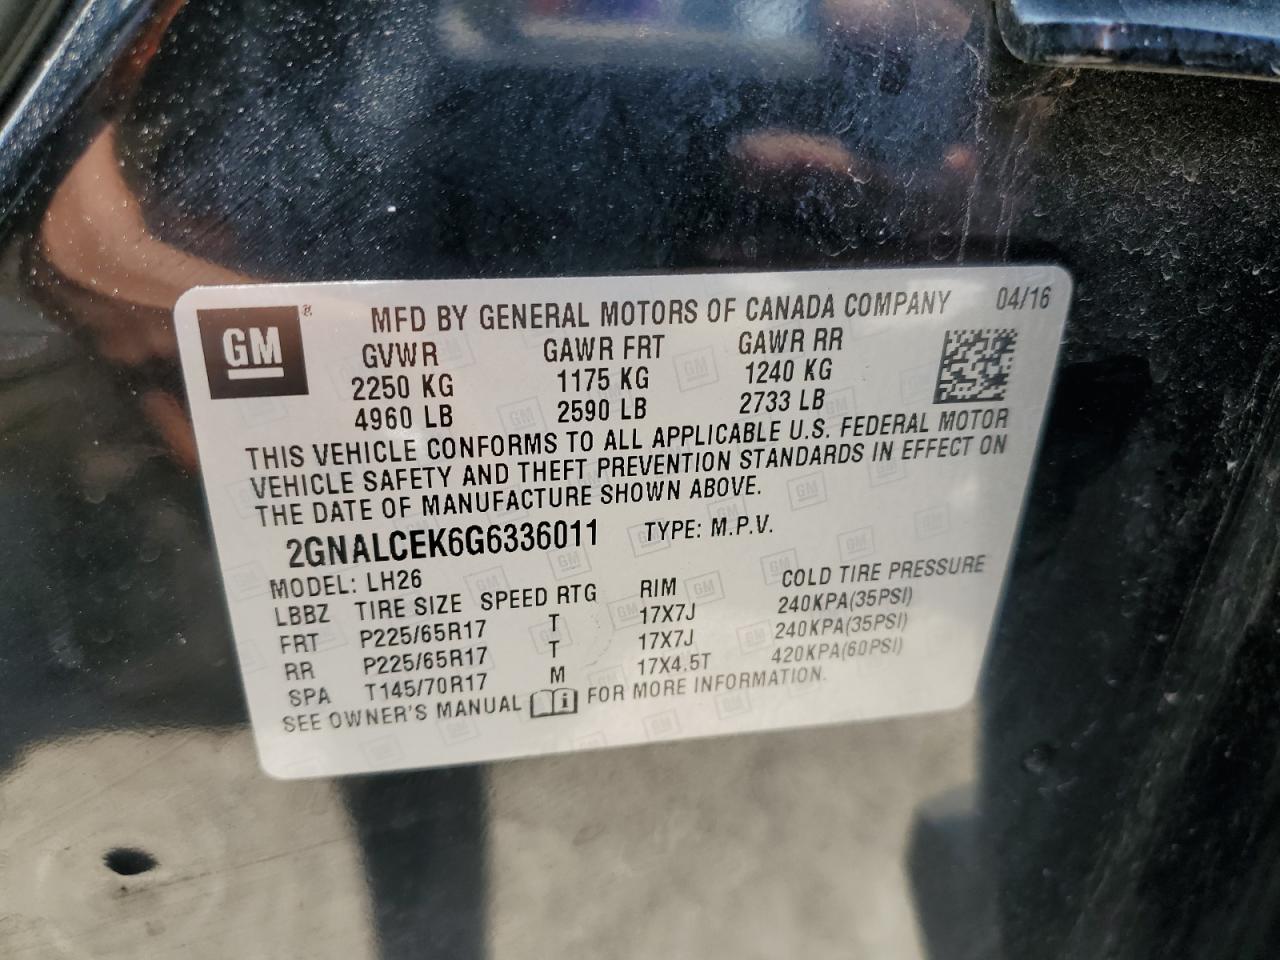 GM ® MFD BY GENERAL MOTORS OF CANADA COMPANY 04/16
GVWR GAWR FRT GAWR RR
2250 KG 1175 KG 1240 KG
4960 LB 2590 LB 2733 LB
THIS VEHICLE CONFORMS TO ALL APPLICABLE U.S. FEDERAL MOTOR
VEHICLE SAFETY AND THEFT PREVENTION STANDARDS IN EFFECT ON
THE DATE OF MANUFACTURE SHOWN ABOVE.
2GNALCEK6G6336011 TYPE: M.P.V.
MODEL: LH26
LBBZ TIRE SIZE SPEED RTG RIM COLD TIRE PRESSURE
FRT P225/65R17 T 17X7J 240KPA(35PSI)
RR P225/65R17 T 17X7J 240KPA(35PSI)
SPA T145/70R17 M 17X4.5T 420KPA(60PSI)
SEE OWNER'S MANUAL i FOR MORE INFORMATION.